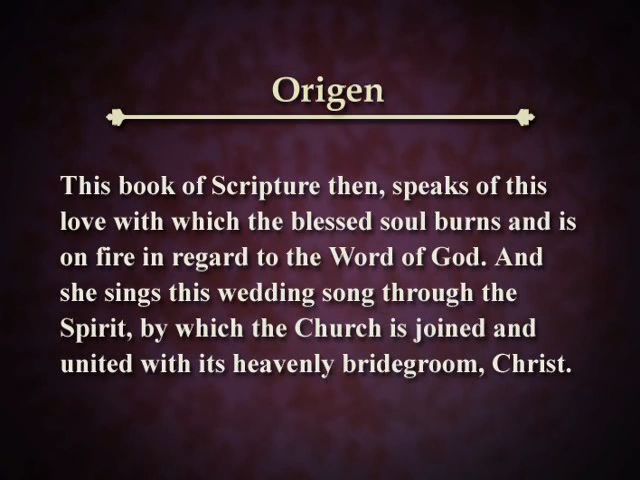 Origen
This book of Scripture then, speaks of this
love with which the blessed soul burns and is
on fire in regard to the Word of God. And
she sings this wedding song through the
Spirit, by which the Church is joined and
united with its heavenly bridegroom, Christ.